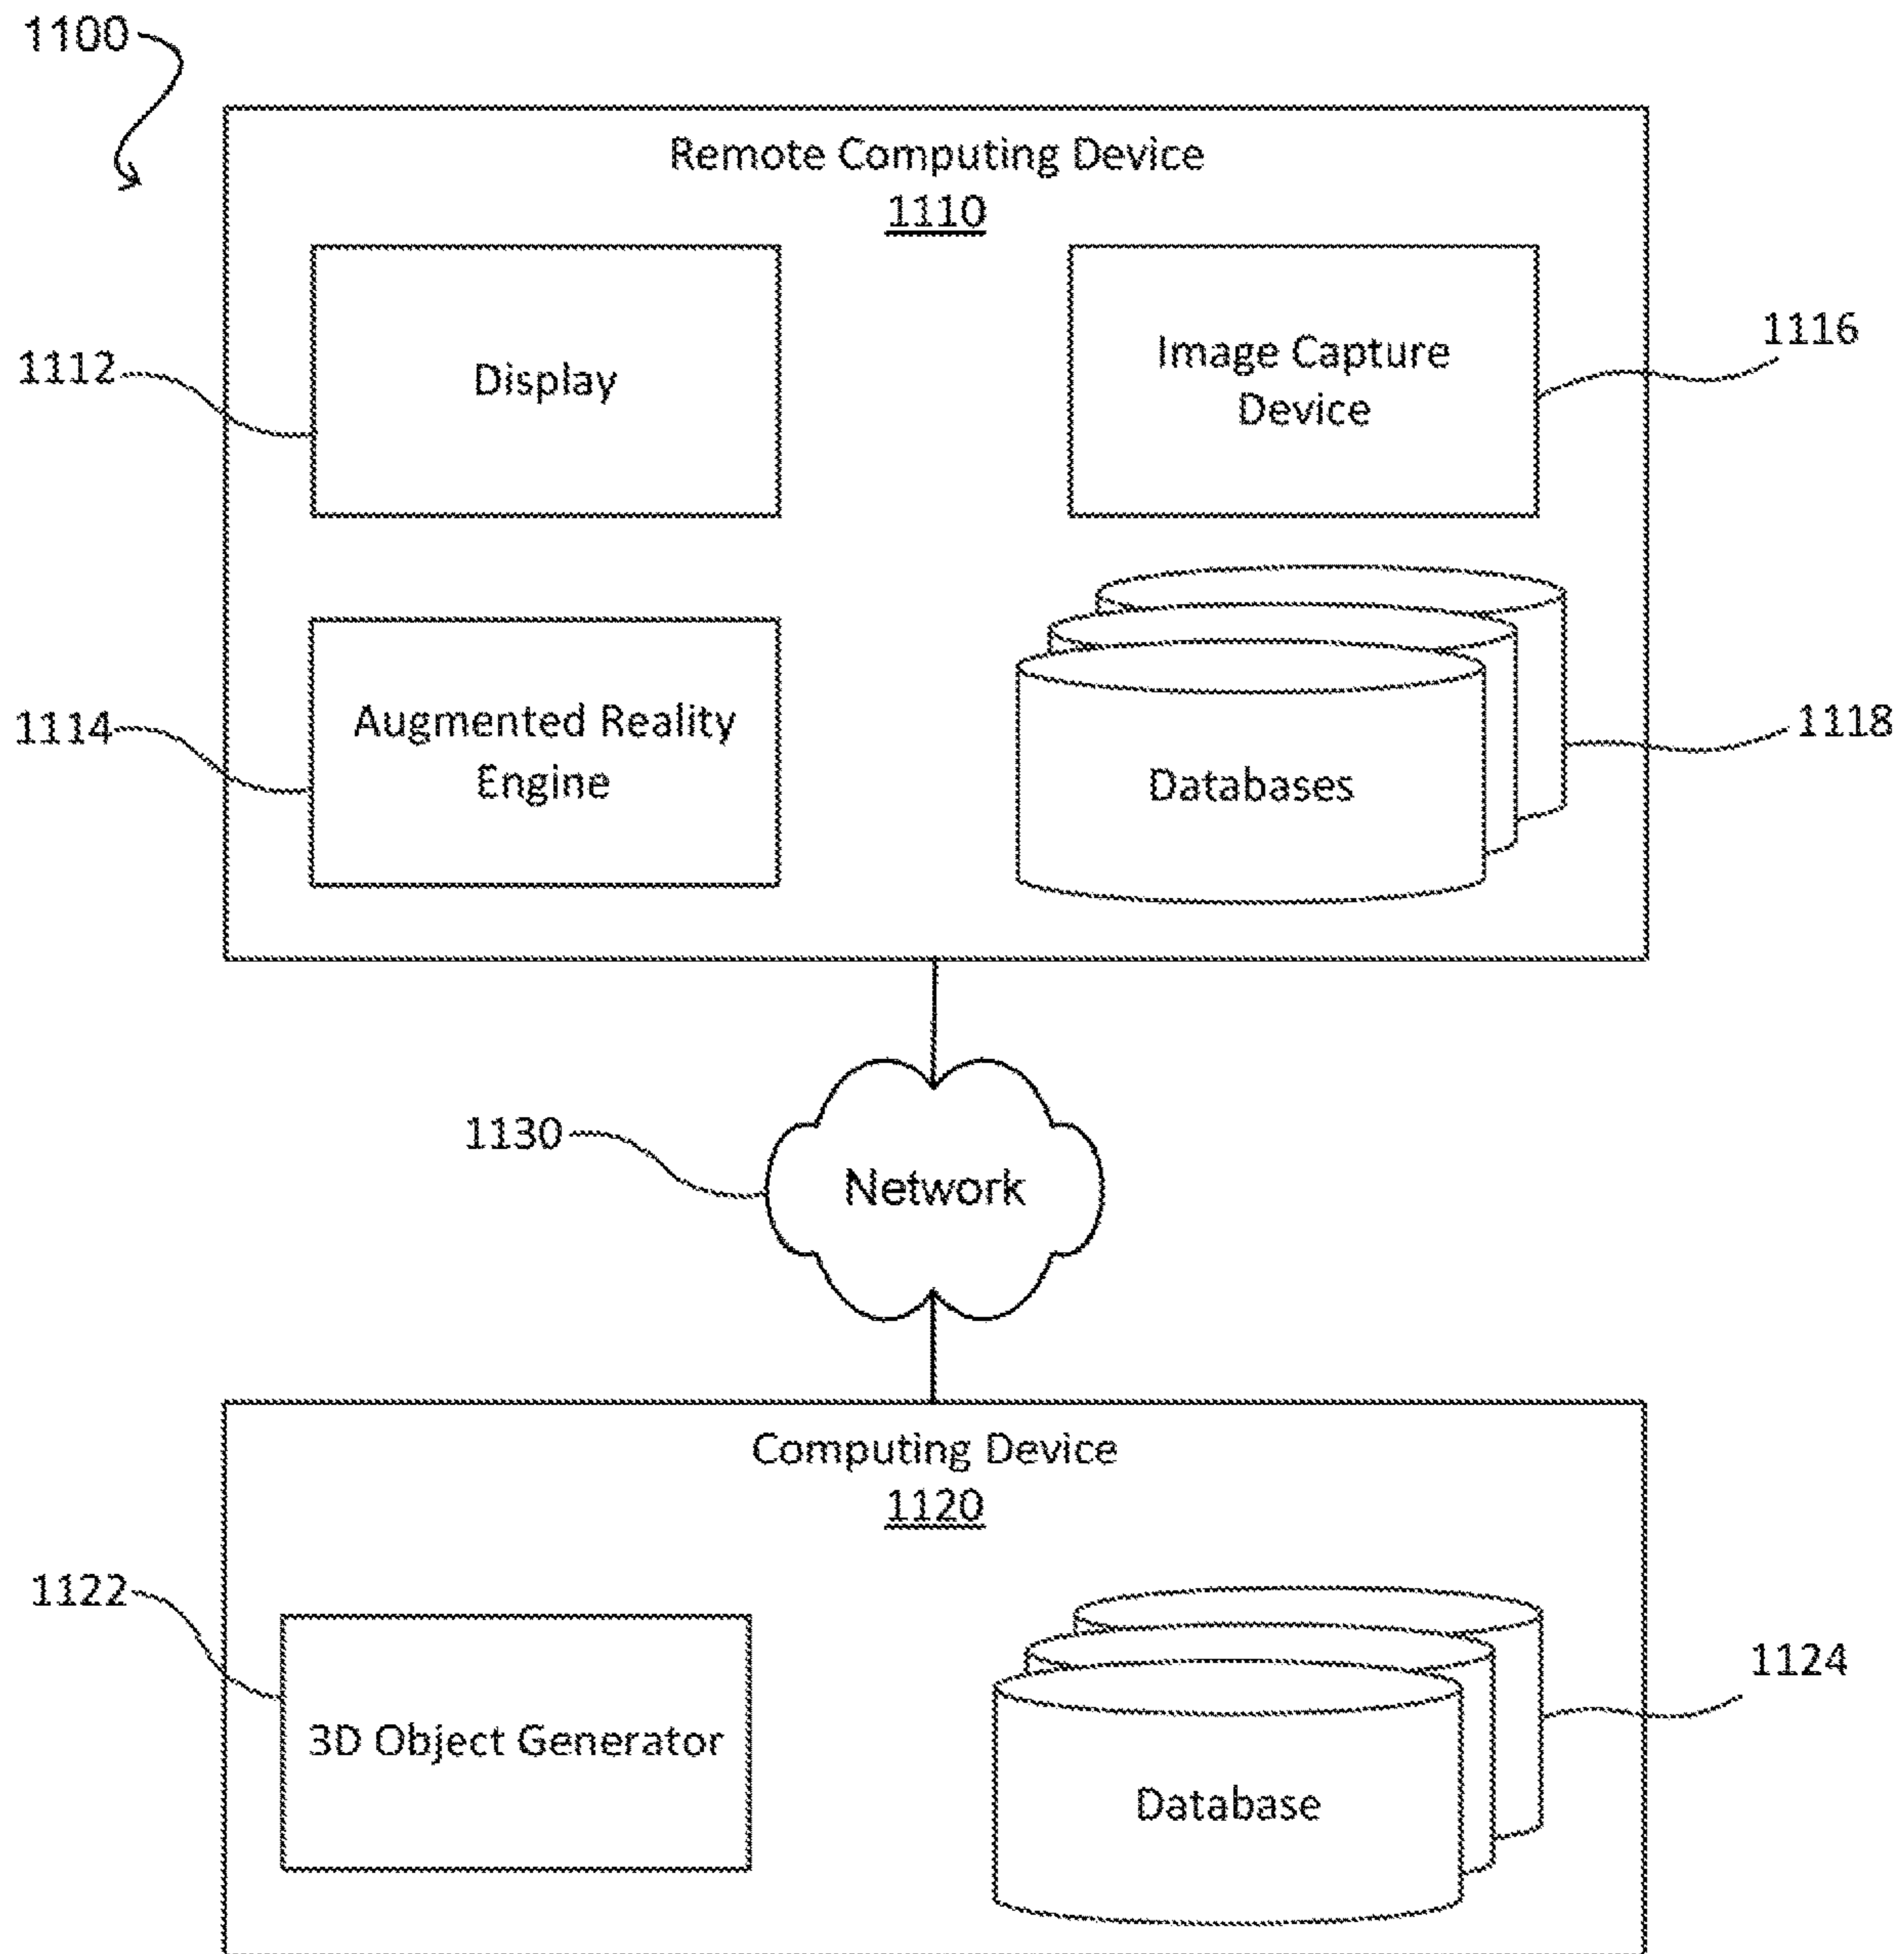 1100
Remote Computing Device
1110
1112
Display
Image Capture
Device
1116
1114
Augmented Reality
Engine
Databases
1118
1130
Network
Computing Device
1120
1122
3D Object Generator
Database
1124